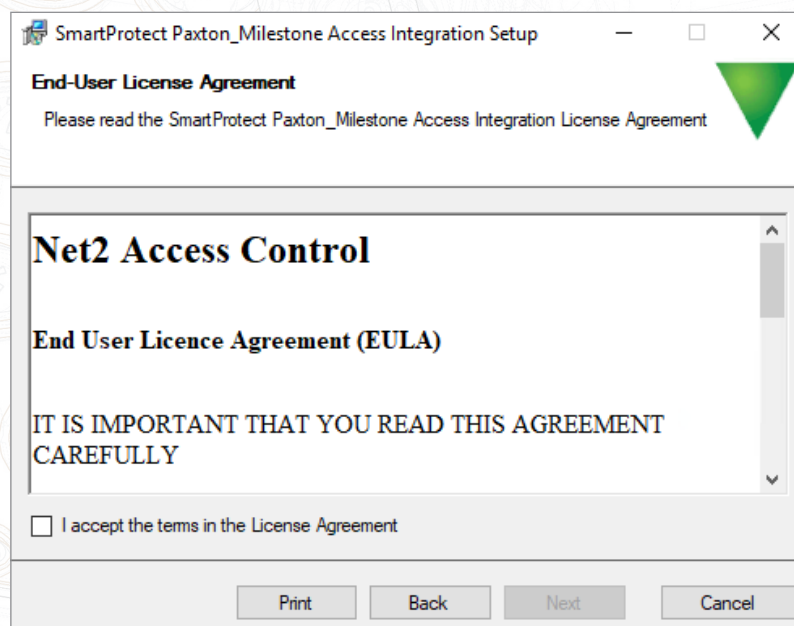 SmartProtect Paxton_Milestone Access Integration Setup
End-User License Agreement
Please read the SmartProtect Paxton_Milestone Access Integration License Agreement
Net2 Access Control
End User Licence Agreement (EULA)
IT IS IMPORTANT THAT YOU READ THIS AGREEMENT
CAREFULLY
I accept the terms in the License Agreement
Print
Back
Next
Cancel